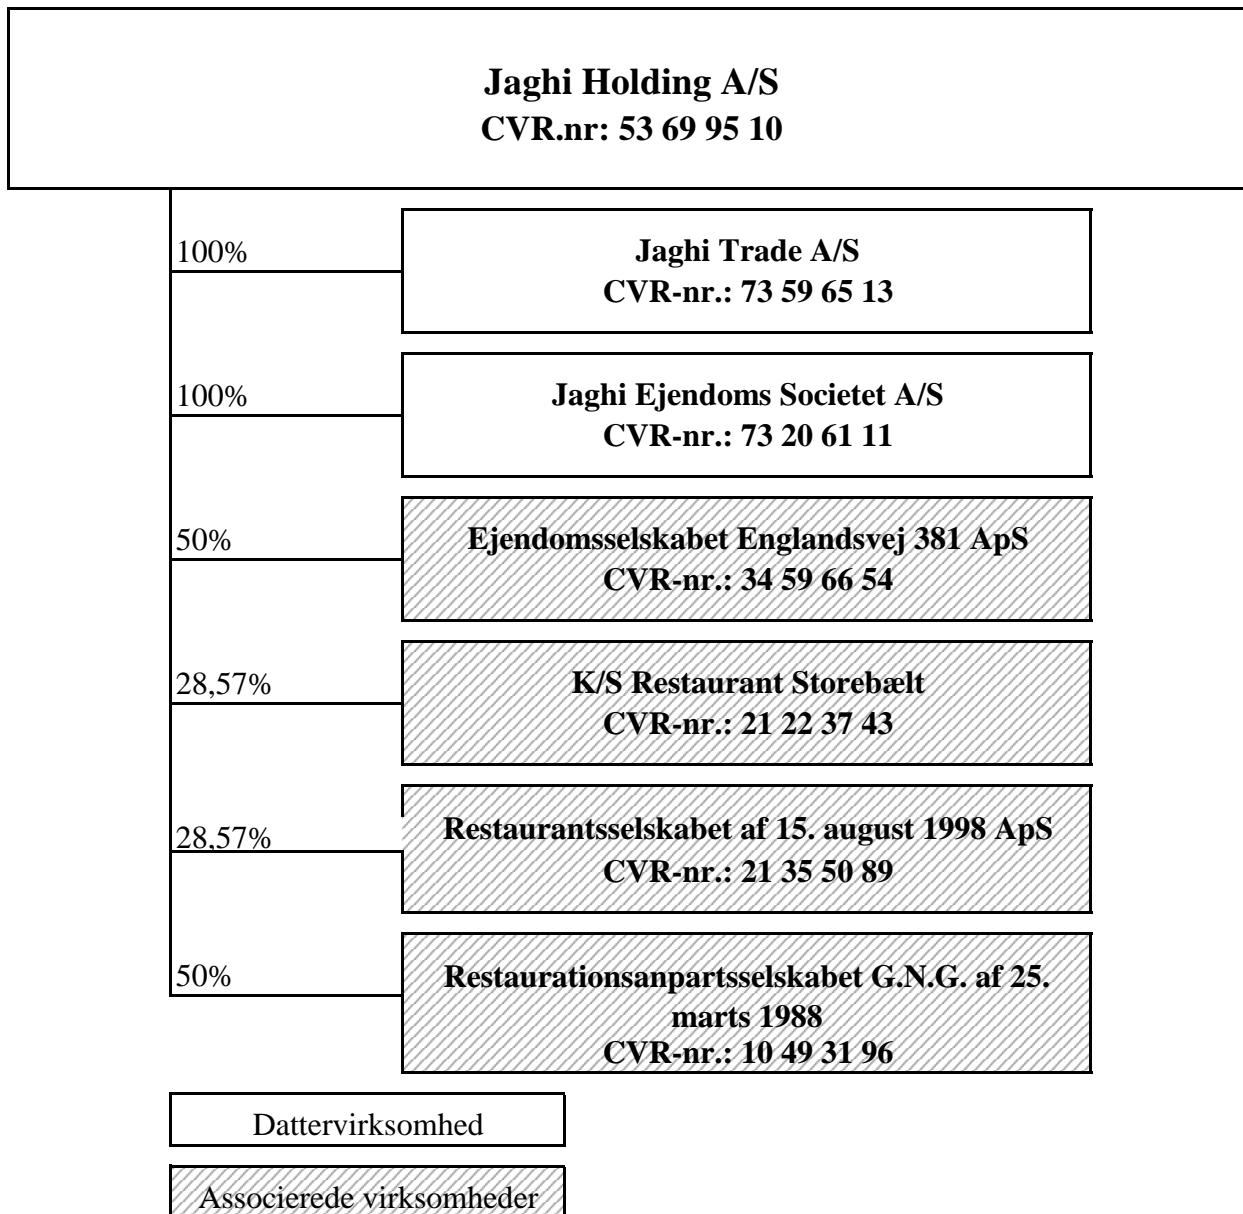 Jaghi Holding A/S
CVR.nr: 53 69 95 10
100%
Jaghi Trade A/S
CVR-nr.: 73 59 65 13
100%
Jaghi Ejendoms Societet A/S
CVR-nr.: 73 20 61 11
50%
Ejendomsselskabet Englandsvej 381 ApS
CVR-nr.: 34 59 66 54
28,57%
K/S Restaurant Storebælt
CVR-nr.: 21 22 37 43
28,57%
Restaurantsselskabet af 15. august 1998 ApS
CVR-nr.: 21 35 50 89
50%
Restaurationsanpartsselskabet G.N.G. af 25.
marts 1988
CVR-nr.: 10 49 31 96
Dattervirksomhed
Associerede virksomheder